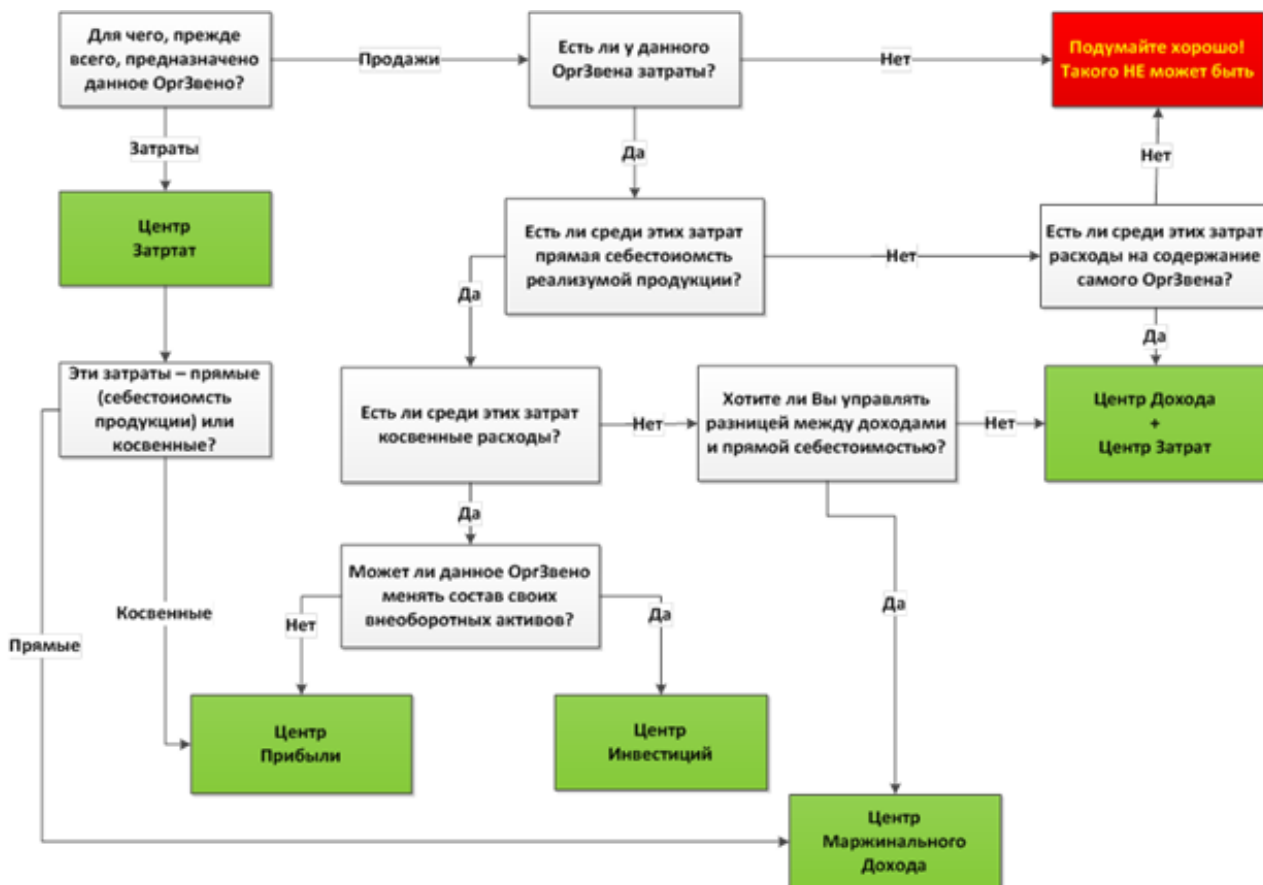 Для чего, прежде
всего, предназначено
данное ОргЗвено?
Продажи
Есть ли у данного
ОргЗвена затраты?
Нет
Подумайте хорошо!
Такого НЕ может быть
Затраты
Да
Нет
Центр
Затртат
Есть ли среди этих затрат
прямая себестоиомсть
реализумой продукции?
Нет
Есть ли среди этих затрат
расходы на содержание
самого ОргЗвена?
Да
Да
Эти затраты – прямые
(себестоиомсть
продукции) или
косвенные?
Есть ли среди этих затрат
косвенные расходы?
Нет
Хотите ли Вы управлять
разницей между доходами
и прямой себестоимостью?
Нет
Центр Дохода
+
Центр Затрат
Да
Может ли данное ОргЗвено
менять состав своих
внеоборотных активов?
Косвенные
Нет
Да
Да
Прямые
Центр
Прибыли
Центр
Инвестиций
Центр
Маржинального
Дохода